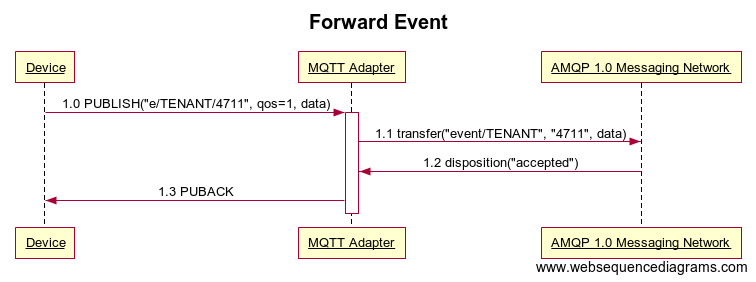 Forward Event
Device
MQTT Adapter
AMQP 1.0 Messaging Network
1.0 PUBLISH("e/TENANT/4711", qos=1, data)
1.1 transfer("event/TENANT", "4711", data)
1.2 disposition("accepted")
1.3 PUBACK
Device
MQTT Adapter
AMQP 1.0 Messaging Network
www.websequencediagrams.com